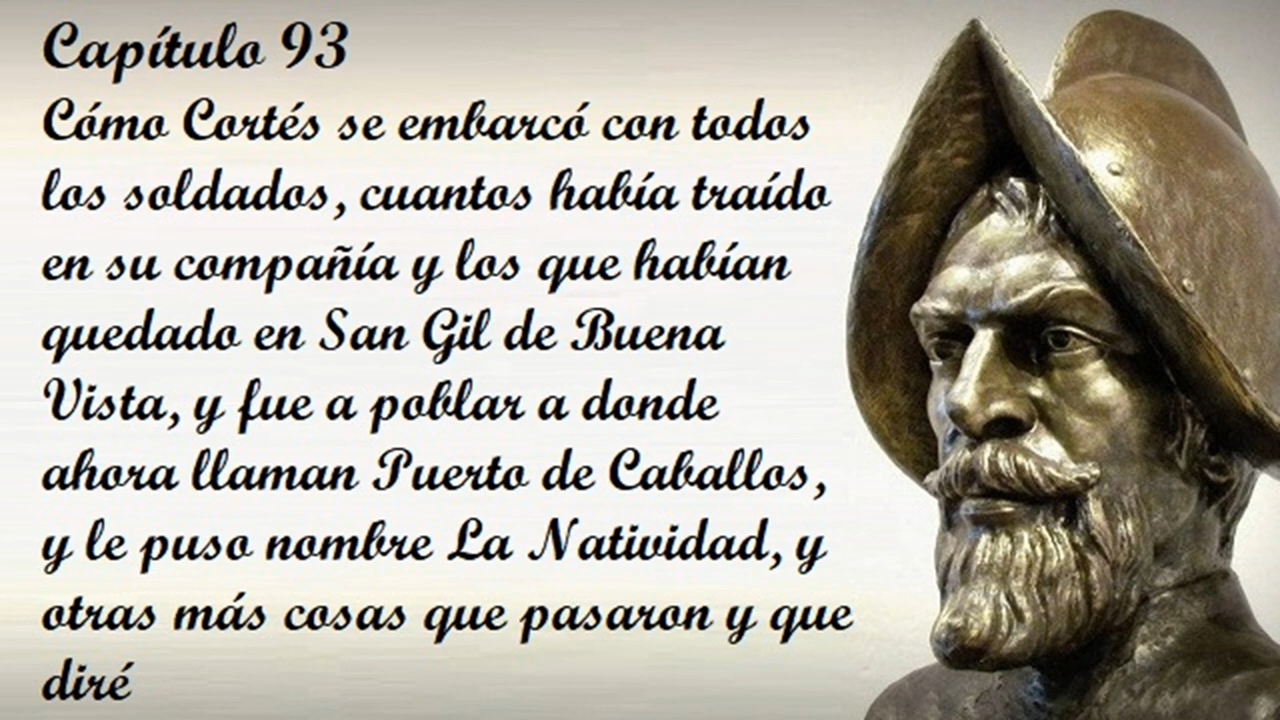 Capítulo 93
Cómo Cortés se embarcó con todos
los soldados, cuantos había traído
en su compañía y los que habían
quedado en San Gil de Buena
Vista, y fue a poblar a donde
ahora llaman Puerto de Caballos,
y le puso nombre La Natividad, y
otras más cosas que pasaron y que
diré